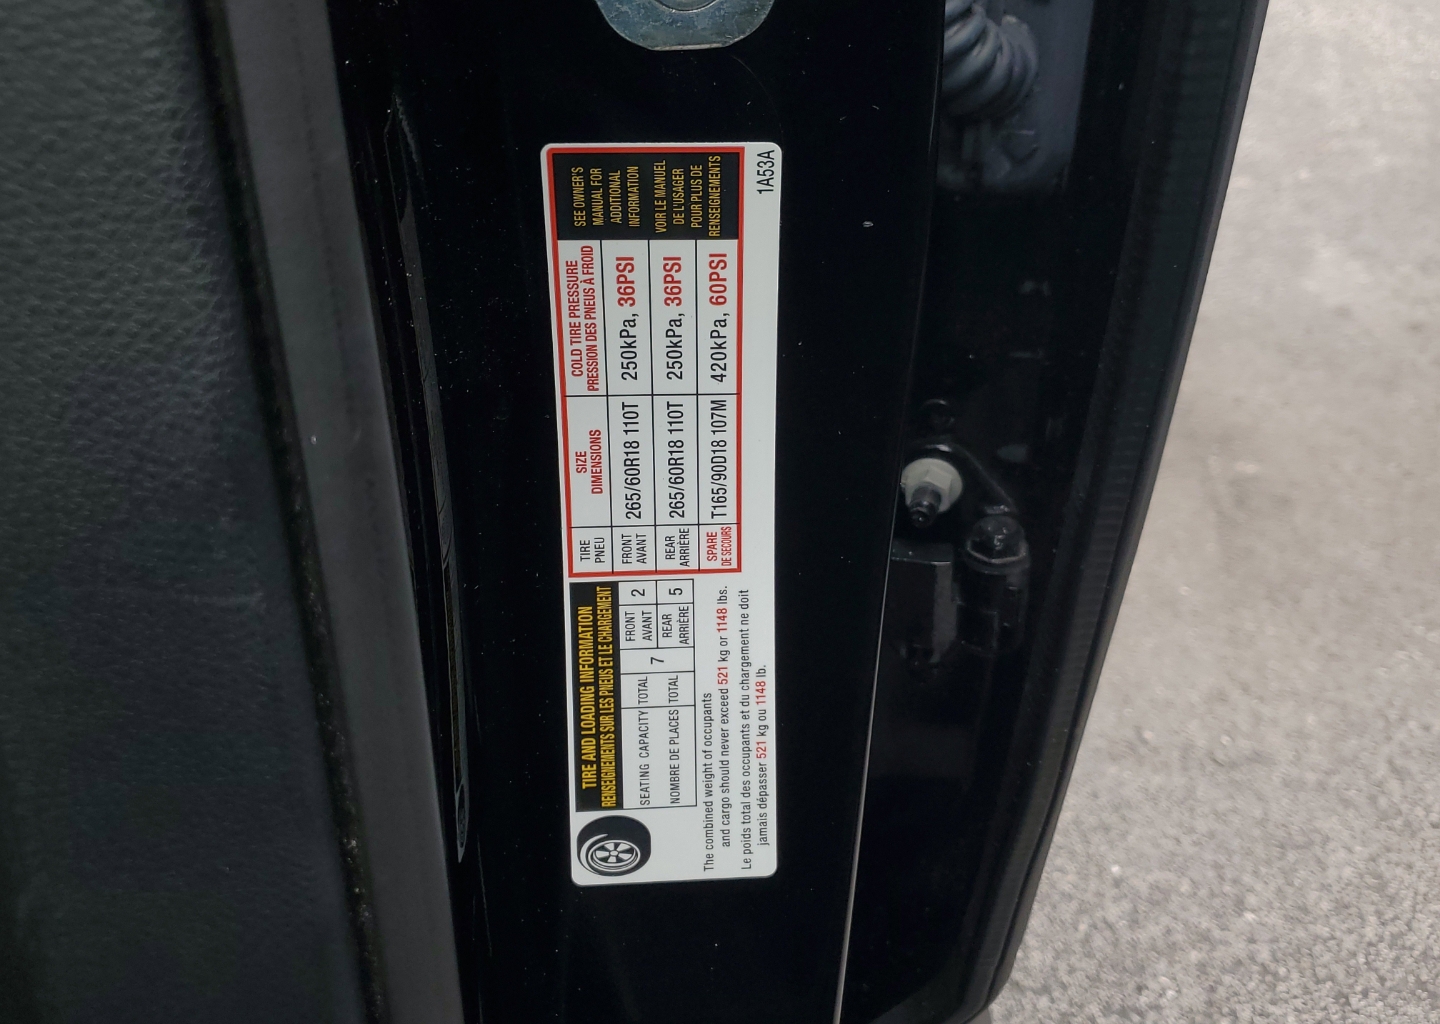 TIRE AND LOADING INFORMATION
RENSEIGNEMENTS SUR LES PNEUS ET LE CHARGEMENT
SEATING CAPACITY
NOMBRE DE PLACES
TOTAL
TOTAL
7
FRONT
AVANT
2
REAR
ARRIÈRE
5
The combined weight of occupants
and cargo should never exceed 521 kg or 1148 lbs.
Le poids total des occupants et du chargement ne doit
jamais dépasser 521 kg ou 1148 lb.
TIRE
PNEU
SIZE
DIMENSIONS
COLD TIRE PRESSURE
PRESSION DES PNEUS À FROID
FRONT
AVANT
265/60R18 110T
250kPa, 36PSI
REAR
ARRIÈRE
265/60R18 110T
250kPa, 36PSI
SPARE
DE SECOURS
T165/90D18 107M
420kPa, 60PSI
SEE OWNER'S
MANUAL FOR
ADDITIONAL
INFORMATION
VOIR LE MANUEL
DE L'USAGER
POUR PLUS DE
RENSEIGNEMENTS
1A53A